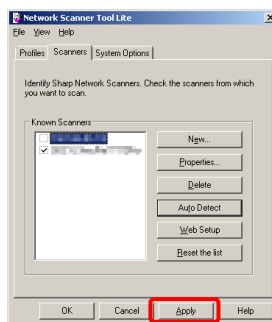 Network Scanner Tool Lite
File View Help
Profiles Scanners System Options
Identify Sharp Network Scanners. Check the scanners from which
you want to scan.
Known Scanners
New...
Properties...
Delete
Auto Detect
Web Setup
Reset the list
OK Cancel Apply Help